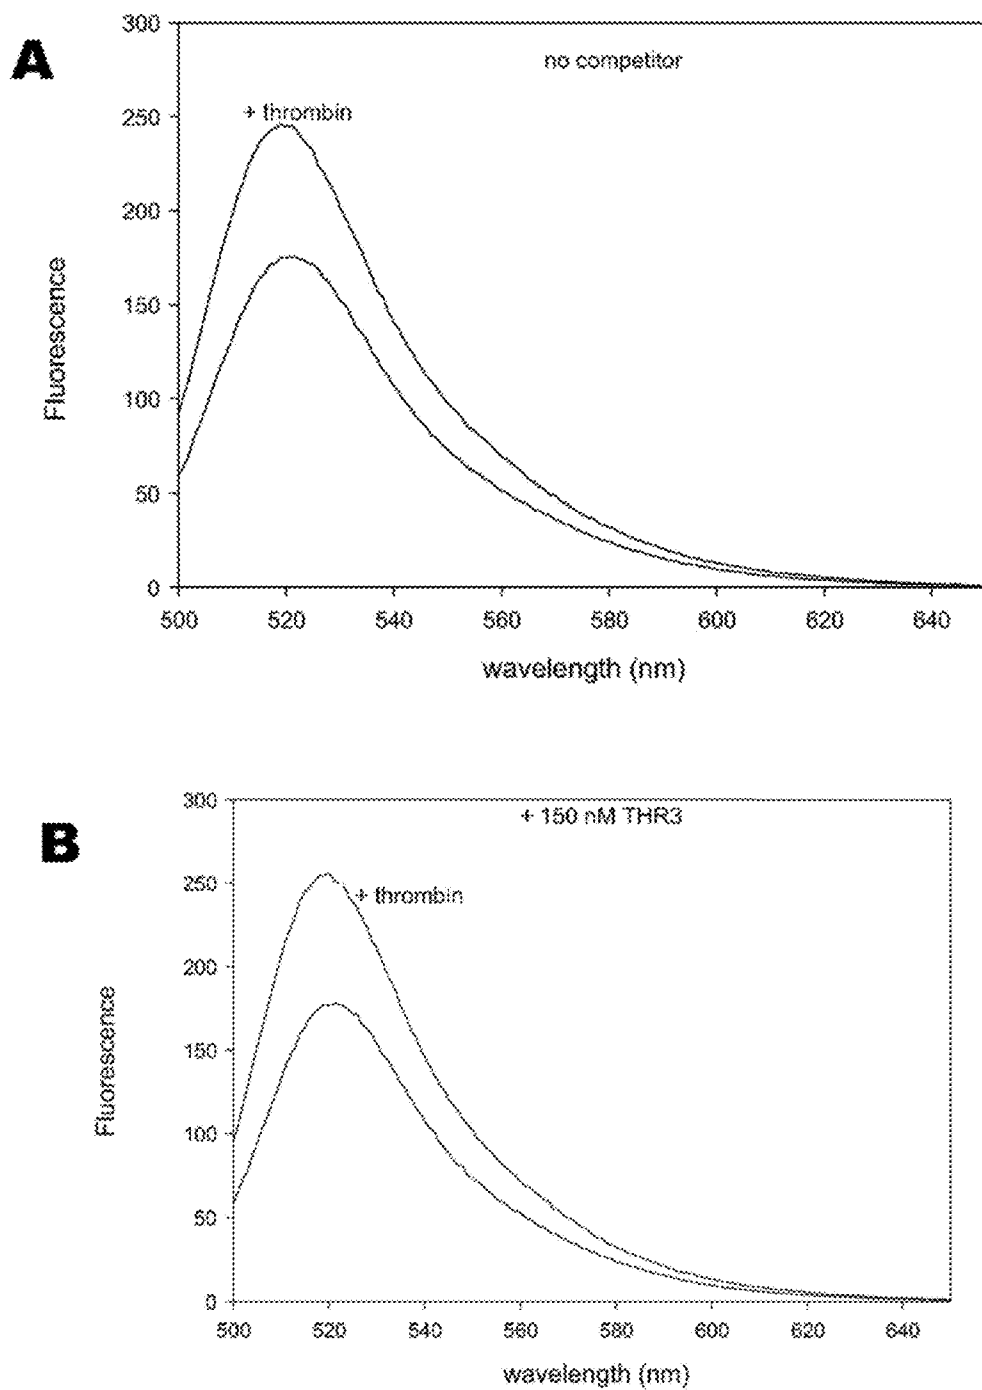 A
300
no competitor
250
+ thrombin
200
150
100
50
0
Fluorescence
500 520 540 560 580 600 620 640
wavelength (nm)
B
300
+ 150 nM THR3
250
+ thrombin
200
150
100
50
0
Fluorescence
500 520 540 560 580 600 620 640
wavelength (nm)